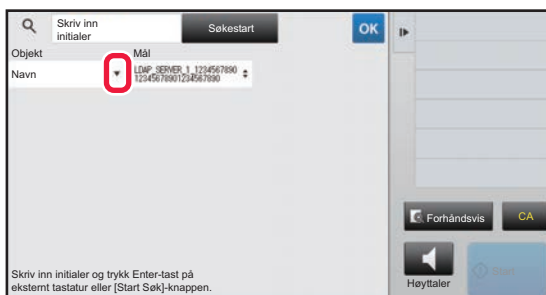 Skriv inn
initialer
Søkestart
OK
Objekt
Mål
Navn
LDAP_SERVER_1_1234567890
12345678901234567890
Forhåndsvis
CA
Start
Høyttaler
Skriv inn initialer og trykk Enter-tast på
eksternt tastatur eller [Start Søk]-knappen.